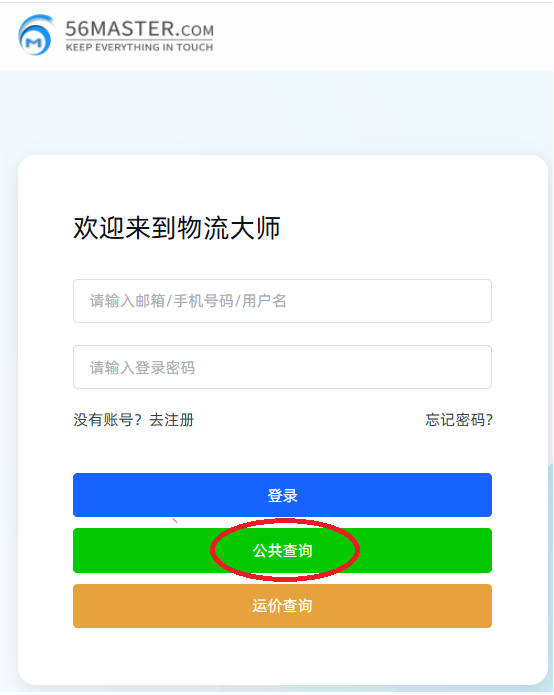 56MASTER.COM
KEEP EVERYTHING IN TOUCH
欢迎来到物流大师
请输入邮箱/手机号码/用户名
请输入登录密码
没有账号？去注册 忘记密码?
登录
公共查询
运价查询